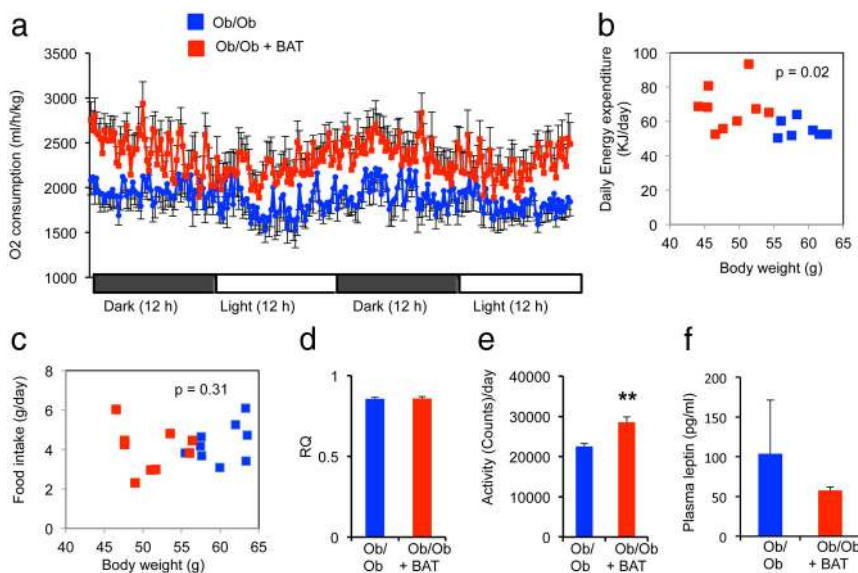 a
Ob/Ob
Ob/Ob + BAT
O2 consumption (ml/h/kg)
3500
3000
2500
2000
1500
1000
Dark (12 h)
Light (12 h)
Dark (12 h)
Light (12 h)
b
p = 0.02
Daily Energy expenditure
(KJ/day)
100
80
60
40
20
0
40 45 50 55 60 65
Body weight (g)
c
p = 0.31
Food intake (g/day)
8
6
4
2
0
40 45 50 55 60 65
Body weight (g)
d
RQ
1
0.5
0
Ob/
Ob
Ob/Ob
+ BAT
e
Activity (Counts)/day
40000
30000
20000
10000
0
**
Ob/
Ob
Ob/Ob
+ BAT
f
Plasma leptin (pg/ml)
200
150
100
50
0
Ob/
Ob
Ob/Ob
+ BAT